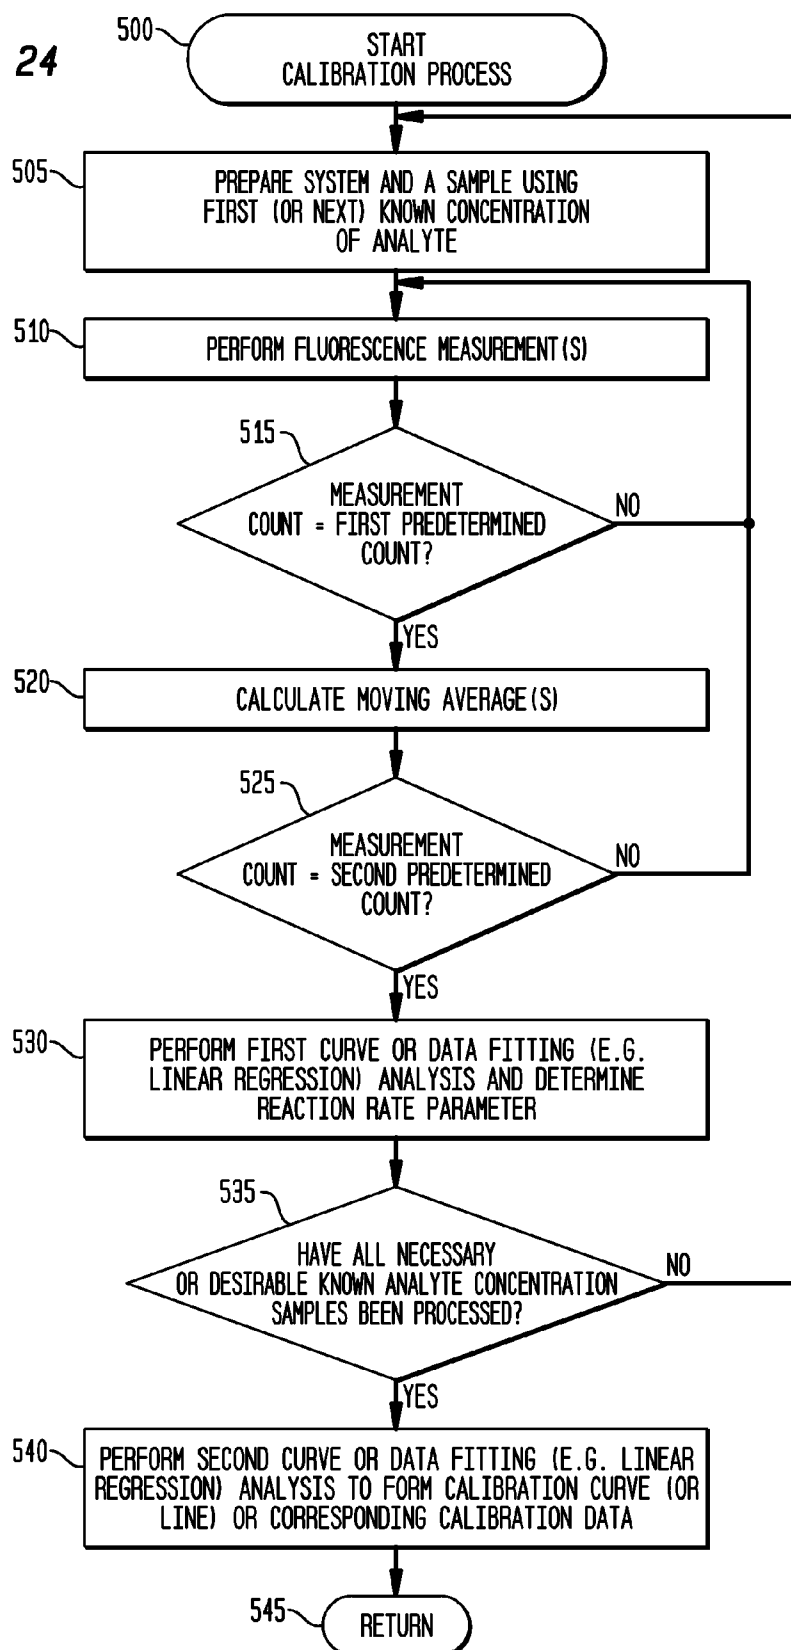 24
500
START
CALIBRATION PROCESS
505
PREPARE SYSTEM AND A SAMPLE USING
FIRST (OR NEXT) KNOWN CONCENTRATION
OF ANALYTE
510
PERFORM FLUORESCENCE MEASUREMENT(S)
515
MEASUREMENT
COUNT = FIRST PREDETERMINED
COUNT?
NO
YES
520
CALCULATE MOVING AVERAGE(S)
525
MEASUREMENT
COUNT = SECOND PREDETERMINED
COUNT?
NO
YES
530
PERFORM FIRST CURVE OR DATA FITTING (E.G.
LINEAR REGRESSION) ANALYSIS AND DETERMINE
REACTION RATE PARAMETER
535
HAVE ALL NECESSARY
OR DESIRABLE KNOWN ANALYTE CONCENTRATION
SAMPLES BEEN PROCESSED?
NO
YES
540
PERFORM SECOND CURVE OR DATA FITTING (E.G. LINEAR
REGRESSION) ANALYSIS TO FORM CALIBRATION CURVE (OR
LINE) OR CORRESPONDING CALIBRATION DATA
545
RETURN